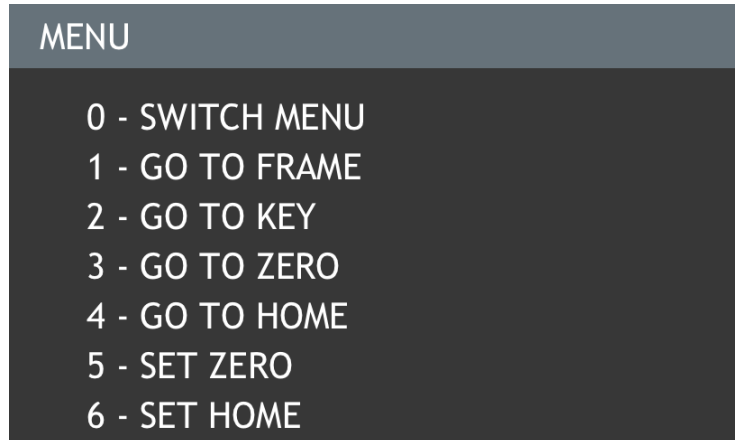 MENU
0 - SWITCH MENU
1 - GO TO FRAME
2 - GO TO KEY
3 - GO TO ZERO
4 - GO TO HOME
5 - SET ZERO
6 - SET HOME